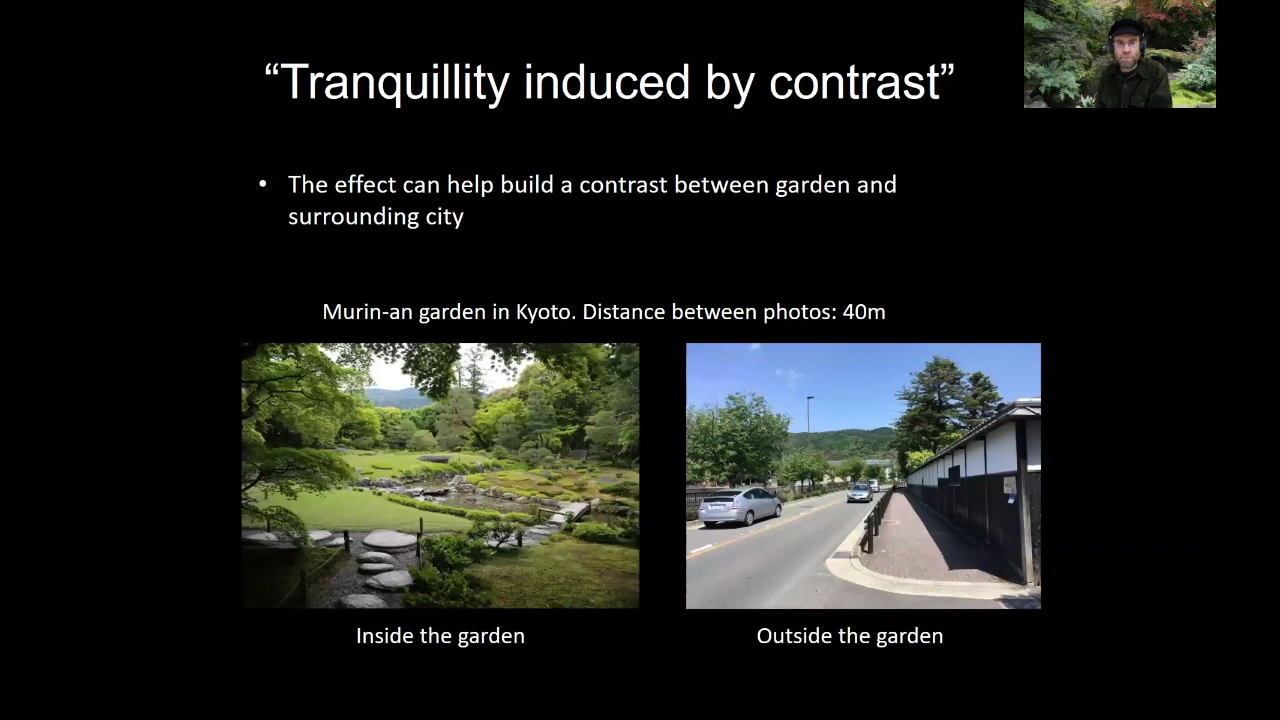 “Tranquillity induced by contrast”
• The effect can help build a contrast between garden and
surrounding city
Murin-an garden in Kyoto. Distance between photos: 40m
Inside the garden
Outside the garden